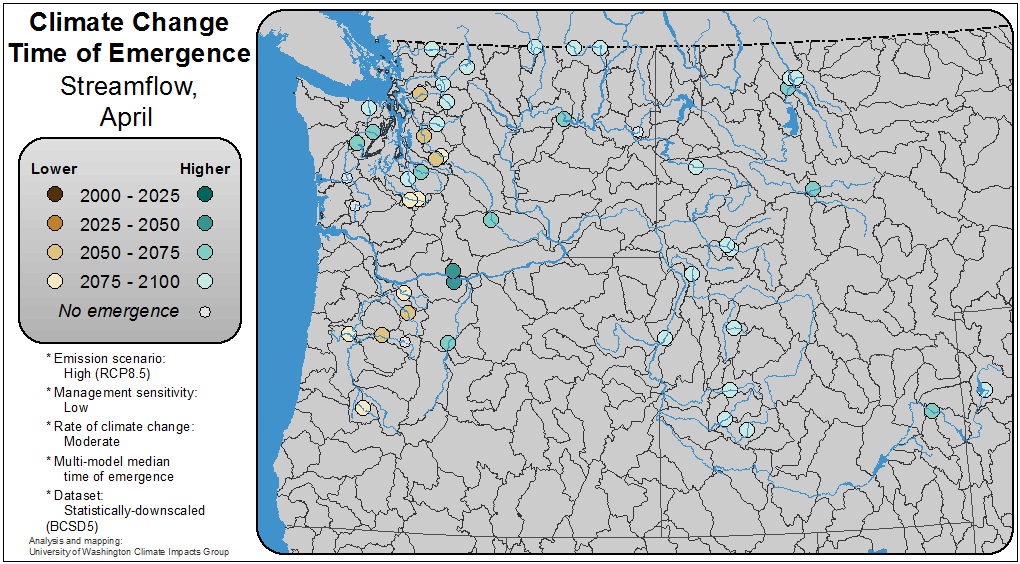 Climate Change
Time of Emergence
Streamflow,
April
Lower Higher
2000 - 2025
2025 - 2050
2050 - 2075
2075 - 2100
No emergence
* Emission scenario:
High (RCP8.5)
* Management sensitivity:
Low
* Rate of climate change:
Moderate
* Multi-model median
time of emergence
* Dataset:
Statistically-downscaled
(BCSD5)
Analysis and mapping:
University of Washington Climate Impacts Group